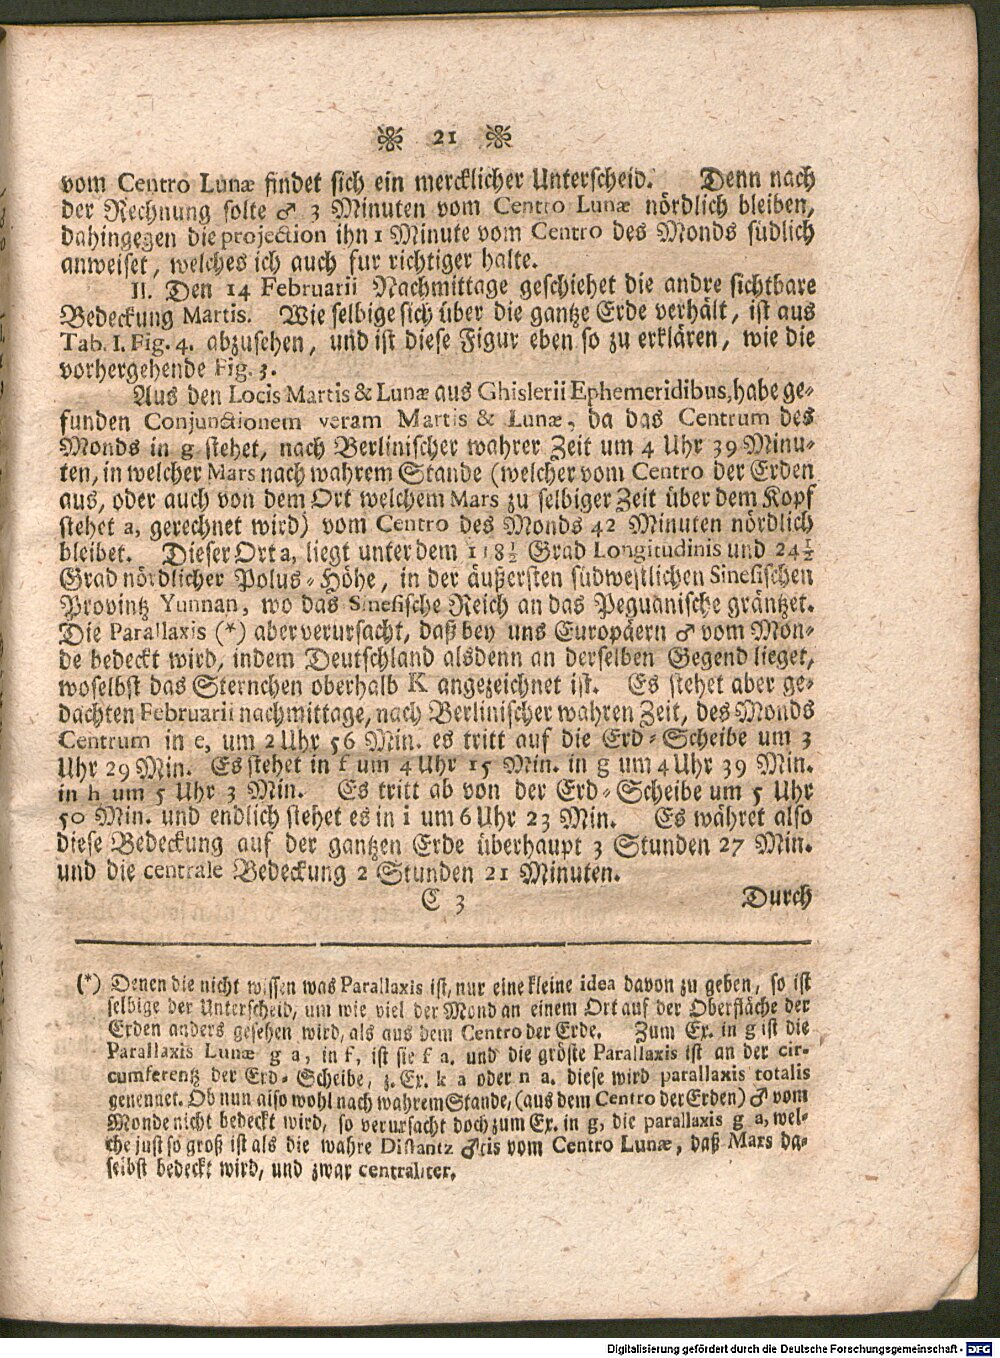 21
vom Centro Lunæ findet sich ein mercklicher Unterscheid. Denn nach
der Rechnung solte ♂ 3 Minuten vom Centro Lunæ nördlich bleiben,
dahingegen die projection ihn 1 Minute vom Centro des Monds südlich
anweiset, welches ich auch fur richtiger halte.
II. Den 14 Februarii Nachmittage geschiehet die andre sichtbare
Bedeckung Martis. Wie selbige sich über die gantze Erde verhält, ist aus
Tab. I. Fig. 4. abzusehen, und ist diese Figur eben so zu erklären, wie die
vorhergehende Fig. 3.
Aus den Locis Martis & Lunæ aus Ghislerii Ephemeridibus, habe ge-
funden Conjunctionem veram Martis & Lunæ, da das Centrum des
Monds in g stehet, nach Berlinischer wahrer Zeit um 4 Uhr 39 Minu-
ten, in welcher Mars nach wahrem Stande (welcher vom Centro der Erden
aus, oder auch von dem Ort welchem Mars zu selbiger Zeit über dem Kopf
stehet a, gerechnet wird) vom Centro des Monds 42 Minuten nördlich
bleibet. Dieser Ort a, liegt unter dem 118½ Grad Longitudinis und 24½
Grad nördlicher Polus-Höhe, in der äußersten südwestlichen Sinesischen
Provintz Yunnan, wo das Sinesische Reich an das Peguanische gräntzet.
Die Parallaxis (*) aber verursacht, daß bey uns Europäern ♂ vom Mon-
de bedeckt wird, indem Deutschland alsdenn an derselben Gegend lieget,
woselbst das Sternchen oberhalb K angezeichnet ist. Es stehet aber ge-
dachten Februarii nachmittage, nach Berlinischer wahren Zeit, des Monds
Centrum in e, um 2 Uhr 56 Min. es tritt auf die Erd-Scheibe um 3
Uhr 29 Min. Es stehet in f um 4 Uhr 15 Min. in g um 4 Uhr 39 Min.
in h um 5 Uhr 3 Min. Es tritt ab von der Erd-Scheibe um 5 Uhr
50 Min. und endlich stehet es in i um 6 Uhr 23 Min. Es währet also
diese Bedeckung auf der gantzen Erde überhaupt 3 Stunden 27 Min.
und die centrale Bedeckung 2 Stunden 21 Minuten.
C 3 Durch
(*) Denen die nicht wissen was Parallaxis ist, nur eine kleine idea davon zu geben, so ist
selbige der Unterscheid, um wie viel der Mond an einem Ort auf der Oberfläche der
Erden anders gesehen wird, als aus dem Centro der Erde. Zum Ex. in g ist die
Parallaxis Lunæ g a, in f, ist sie f a. und die gröste Parallaxis ist an der cir-
cumferentz der Erd-Scheibe, z. Ex. k a oder n a. diese wird parallaxis totalis
genennet. Ob nun also wohl nach wahrem Stande, (aus dem Centro der Erden) ♂ vom
Monde nicht bedeckt wird, so verursacht doch zum Ex. in g, die parallaxis g a, wel-
che just so groß ist als die wahre Distantz ♂tis vom Centro Lunæ, daß Mars da-
selbst bedeckt wird, und zwar centraliter.
Digitalisierung gefördert durch die Deutsche Forschungsgemeinschaft - DFG